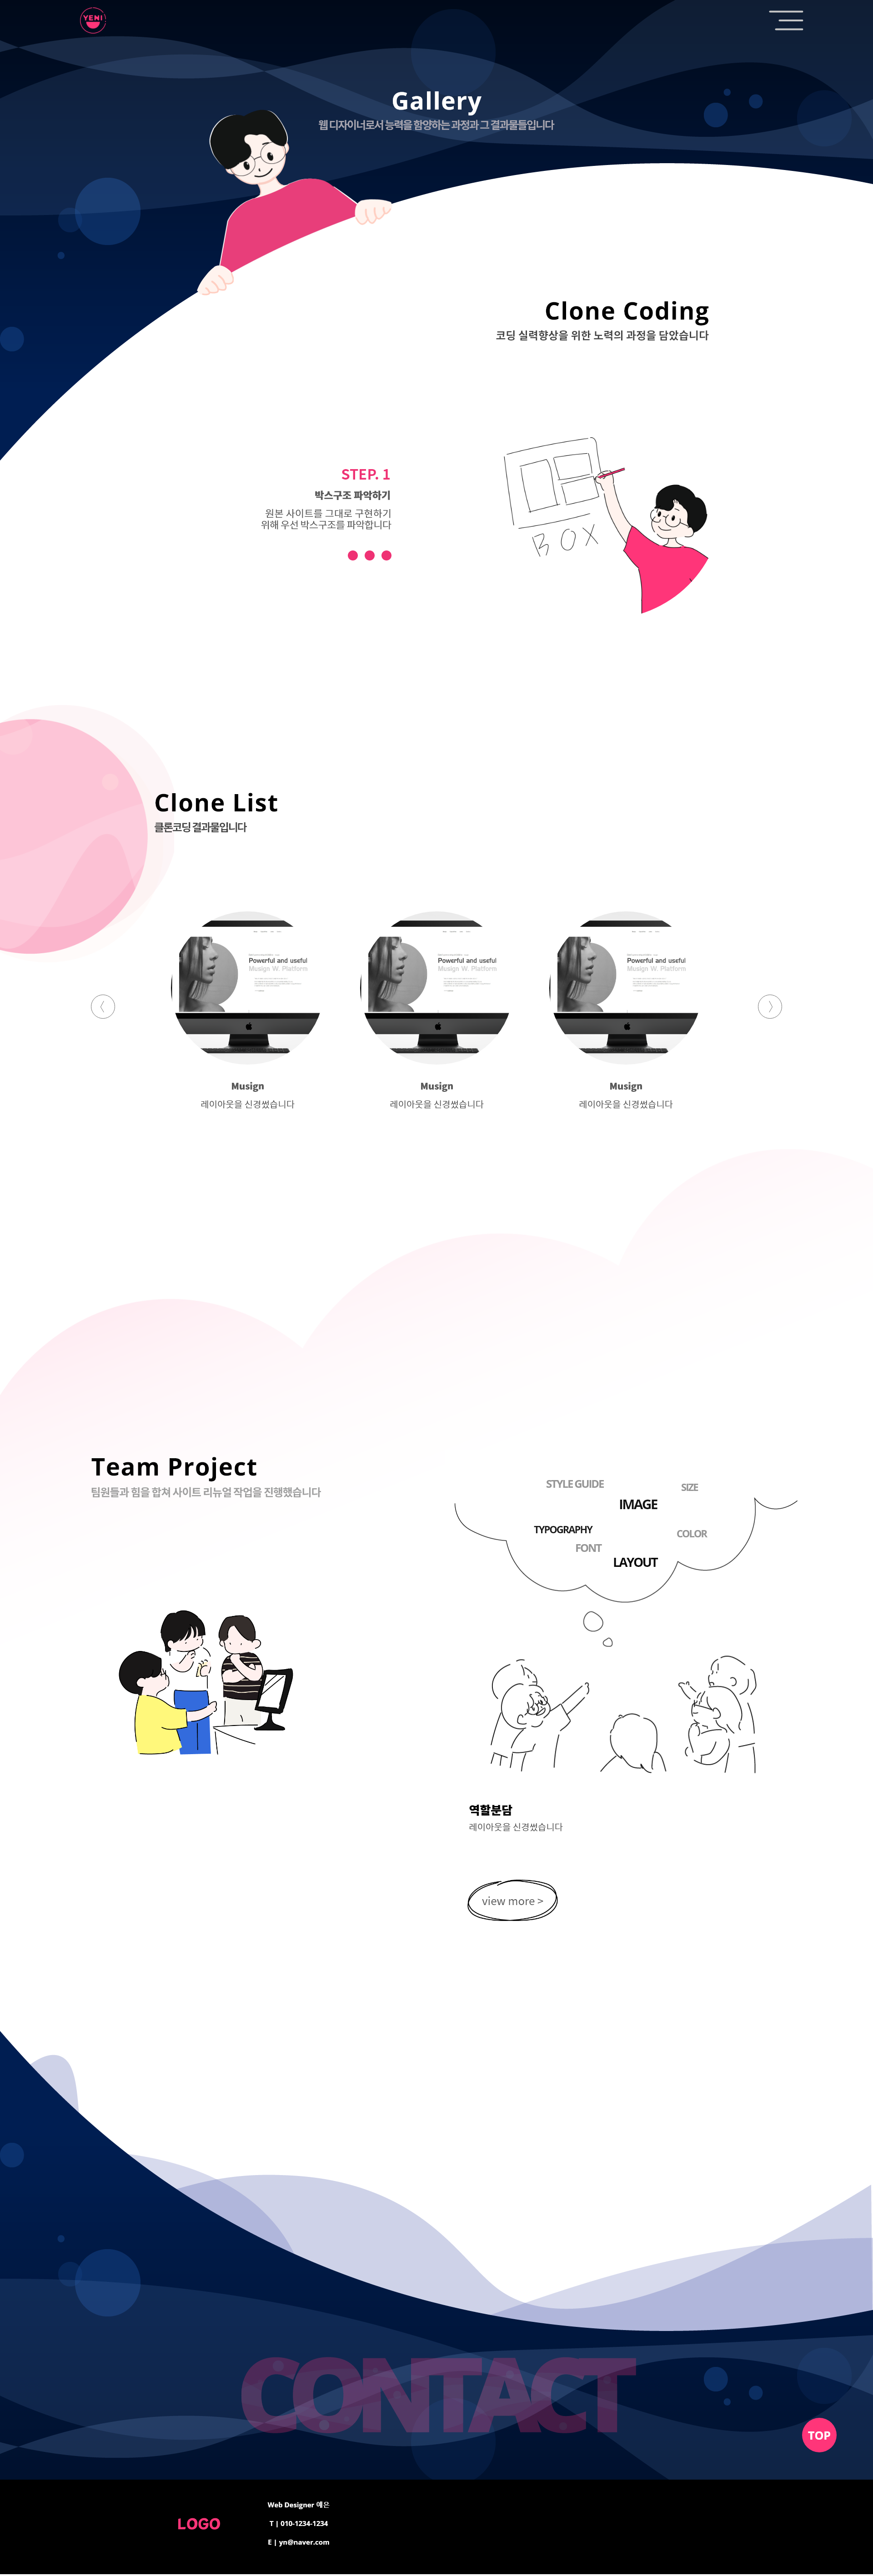 YENI
Gallery
웹 디자이너로서 능력을 함양하는 과정과 그 결과물들입니다
Clone Coding
코딩 실력향상을 위한 노력의 과정을 담았습니다
STEP. 1
박스구조 파악하기
원본 사이트를 그대로 구현하기
위해 우선 박스구조를 파악합니다
BOX
Clone List
클론코딩 결과물입니다
Powerful and useful
Musign W. Platform
Powerful and useful
Musign W. Platform
Powerful and useful
Musign W. Platform
Musign
레이아웃을 신경썼습니다
Musign
레이아웃을 신경썼습니다
Musign
레이아웃을 신경썼습니다
Team Project
팀원들과 힘을 합쳐 사이트 리뉴얼 작업을 진행했습니다
STYLE GUIDE
SIZE
IMAGE
TYPOGRAPHY
COLOR
FONT
LAYOUT
역할분담
레이아웃을 신경썼습니다
view more >
CONTACT
TOP
LOGO
Web Designer 예은
T | 010-1234-1234
E | yn@naver.com